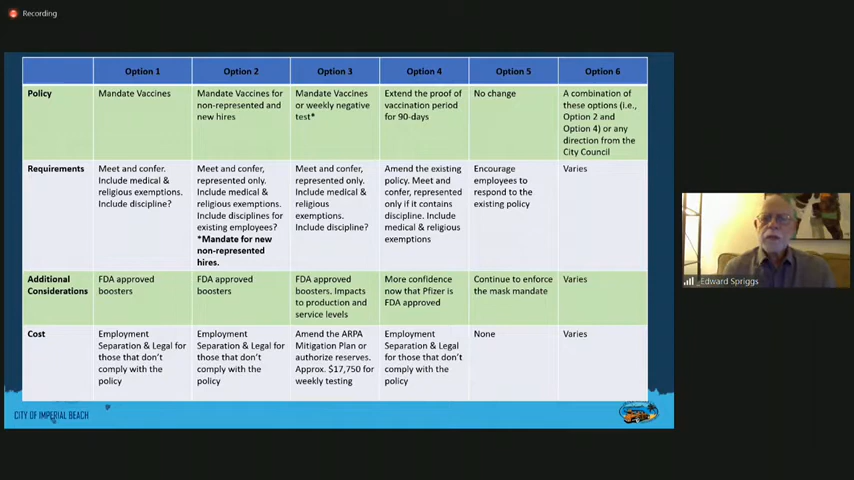 Recording
Option 1
Option 2
Option 3
Option 4
Option 5
Option 6
Policy
Mandate Vaccines
Mandate Vaccines for
non-represented and
new hires
Mandate Vaccines
or weekly negative
test*
Extend the proof of
vaccination period
for 90-days
No change
A combination of
these options (i.e.,
Option 2 and
Option 4) or any
direction from the
City Council
Requirements
Meet and confer.
Include medical &
religious exemptions.
Include discipline?
Meet and confer,
represented only.
Include medical &
religious exemptions.
Include disciplines for
existing employees?
*Mandate for new
non-represented
hires.
Meet and confer,
represented only.
Include medical &
religious
exemptions.
Include discipline?
Amend the existing
policy. Meet and
confer, represented
only if it contains
discipline. Include
medical & religious
exemptions
Encourage
employees to
respond to the
existing policy
Varies
Additional
Considerations
FDA approved
boosters
FDA approved
boosters
FDA approved
boosters. Impacts
to production and
service levels
More confidence
now that Pfizer is
FDA approved
Continue to enforce
the mask mandate
Varies
Cost
Employment
Separation & Legal for
those that don't
comply with the
policy
Employment
Separation & Legal for
those that don't
comply with the
policy
Amend the ARPA
Mitigation Plan or
authorize reserves.
Approx. $17,750 for
weekly testing
Employment
Separation & Legal
for those that don't
comply with the
policy
None
Varies
CITY OF IMPERIAL BEACH
Edward Spriggs